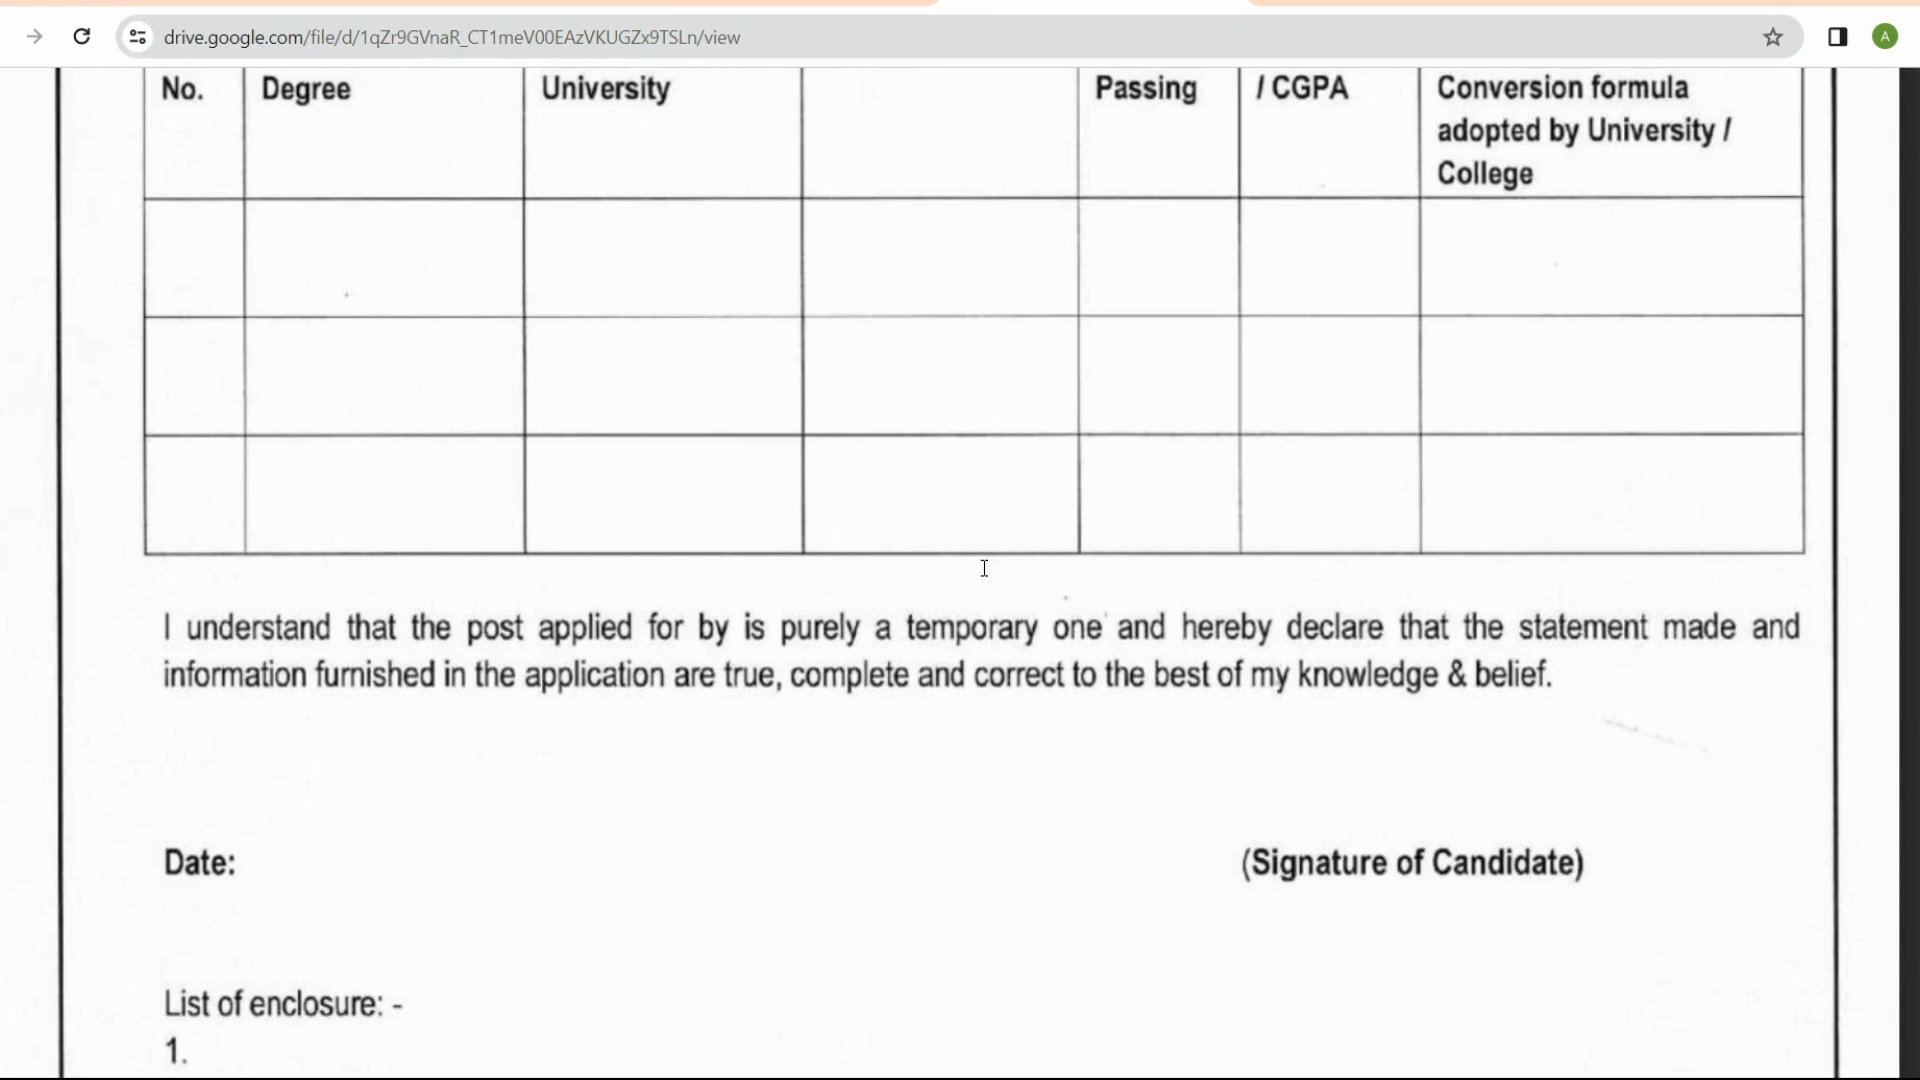 drive.google.com/file/d/1qZr9GVnaR_CT1meV00EAzVKUGZx9TSLn/view
A
No. Degree University Passing / CGPA Conversion formula
adopted by University /
College
I understand that the post applied for by is purely a temporary one and hereby declare that the statement made and
information furnished in the application are true, complete and correct to the best of my knowledge & belief.
Date: (Signature of Candidate)
List of enclosure: -
1.